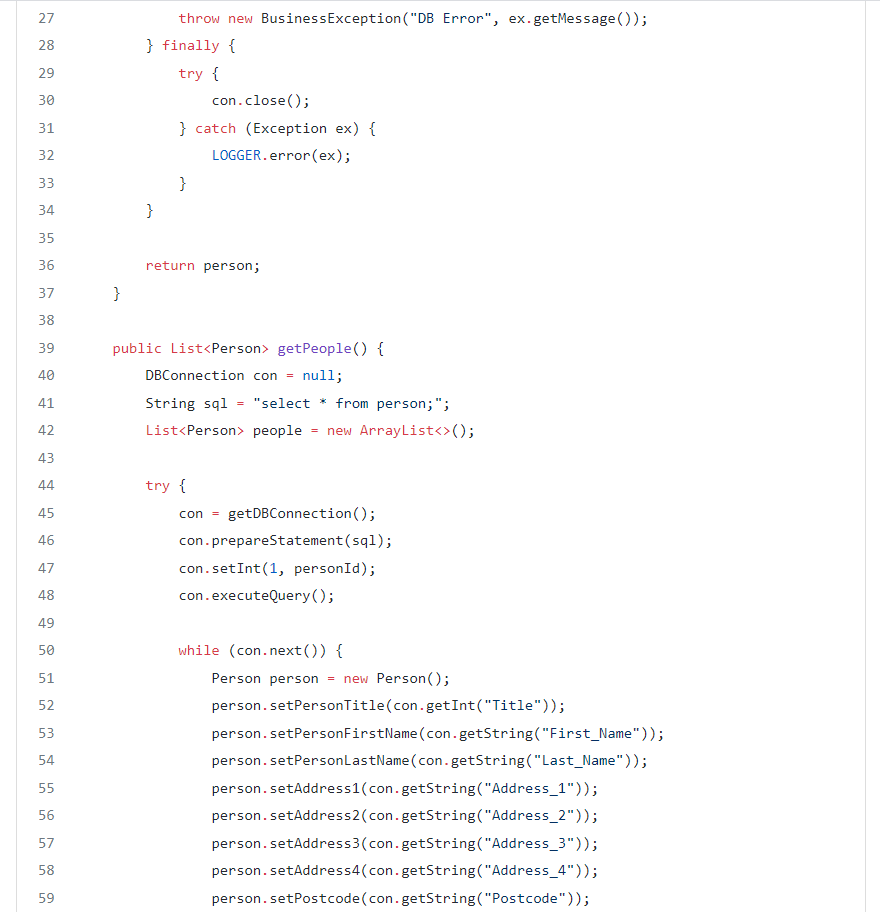 27 throw new BusinessException("DB Error", ex.getMessage());
28 } finally {
29 try {
30 con.close();
31 } catch (Exception ex) {
32 LOGGER.error(ex);
33 }
34 }
35
36 return person;
37 }
38
39 public List<Person> getPeople() {
40 DBConnection con = null;
41 String sql = "select * from person;";
42 List<Person> people = new ArrayList<>();
43
44 try {
45 con = getDBConnection();
46 con.prepareStatement(sql);
47 con.setInt(1, personId);
48 con.executeQuery();
49
50 while (con.next()) {
51 Person person = new Person();
52 person.setPersonTitle(con.getInt("Title"));
53 person.setPersonFirstName(con.getString("First_Name"));
54 person.setPersonLastName(con.getString("Last_Name"));
55 person.setAddress1(con.getString("Address_1"));
56 person.setAddress2(con.getString("Address_2"));
57 person.setAddress3(con.getString("Address_3"));
58 person.setAddress4(con.getString("Address_4"));
59 person.setPostcode(con.getString("Postcode"));